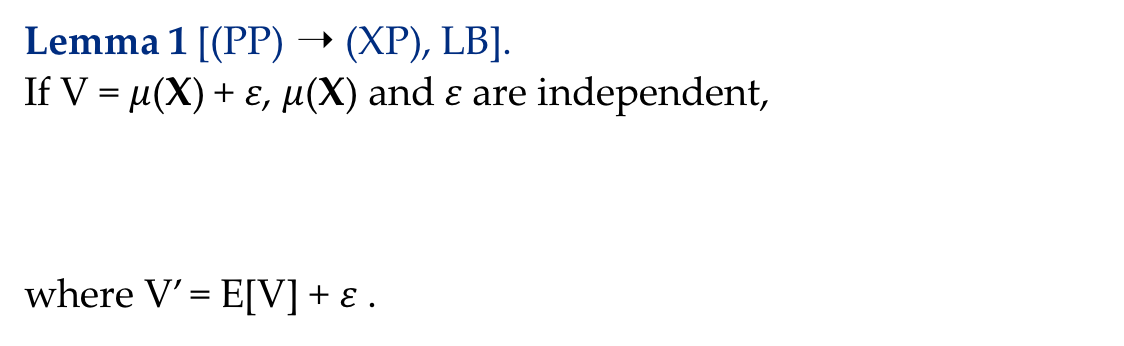 Lemma 1 [(PP) → (XP), LB].
If V = μ(X) + ε, μ(X) and ε are independent,
where V′ = E[V] + ε .